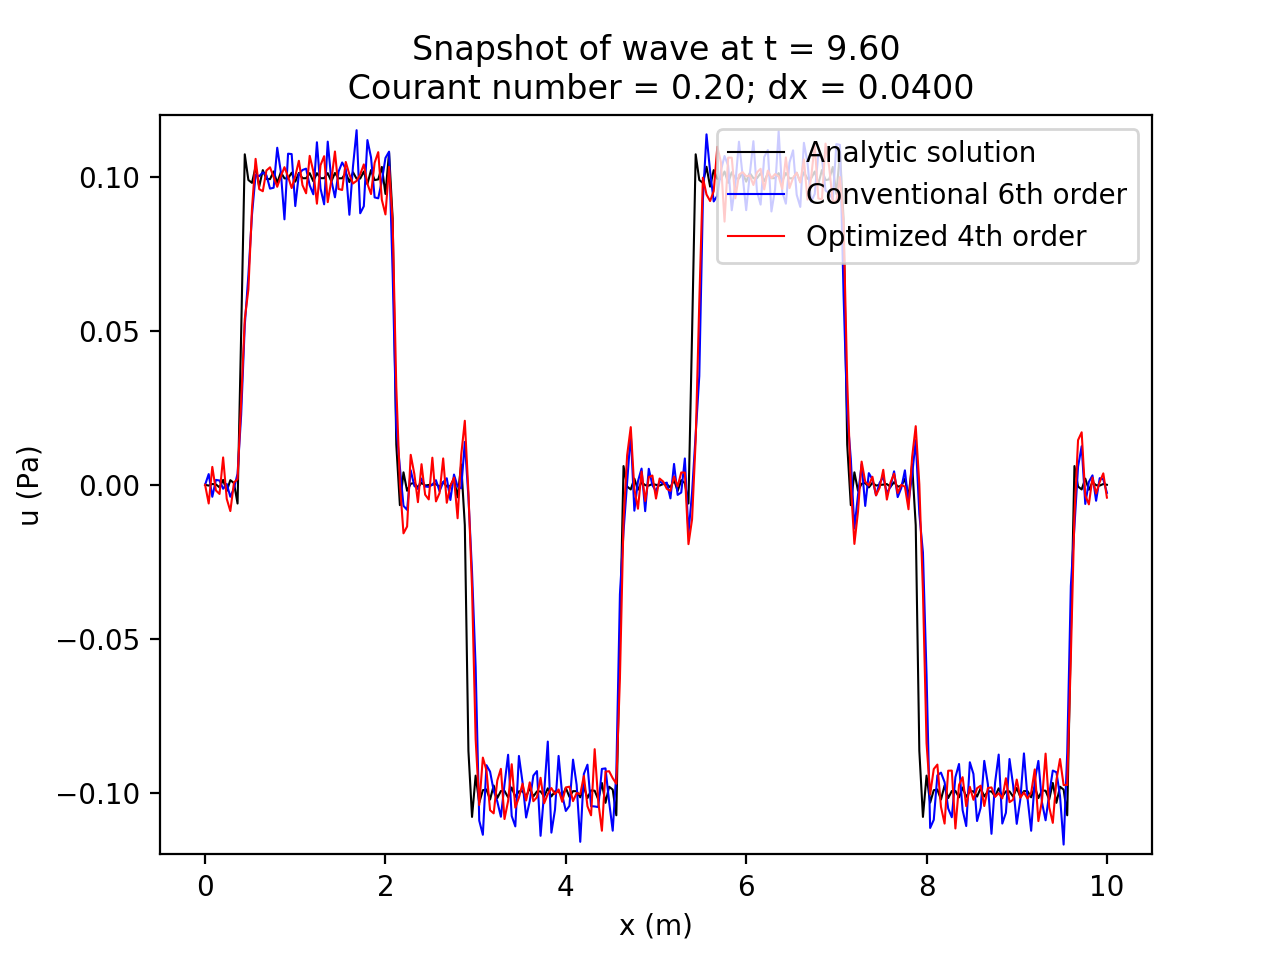 Snapshot of wave at t = 9.60
Courant number = 0.20; dx = 0.0400
Analytic solution
Conventional 6th order
Optimized 4th order
0.10
0.05
0.00
−0.05
−0.10
u (Pa)
0 2 4 6 8 10
x (m)